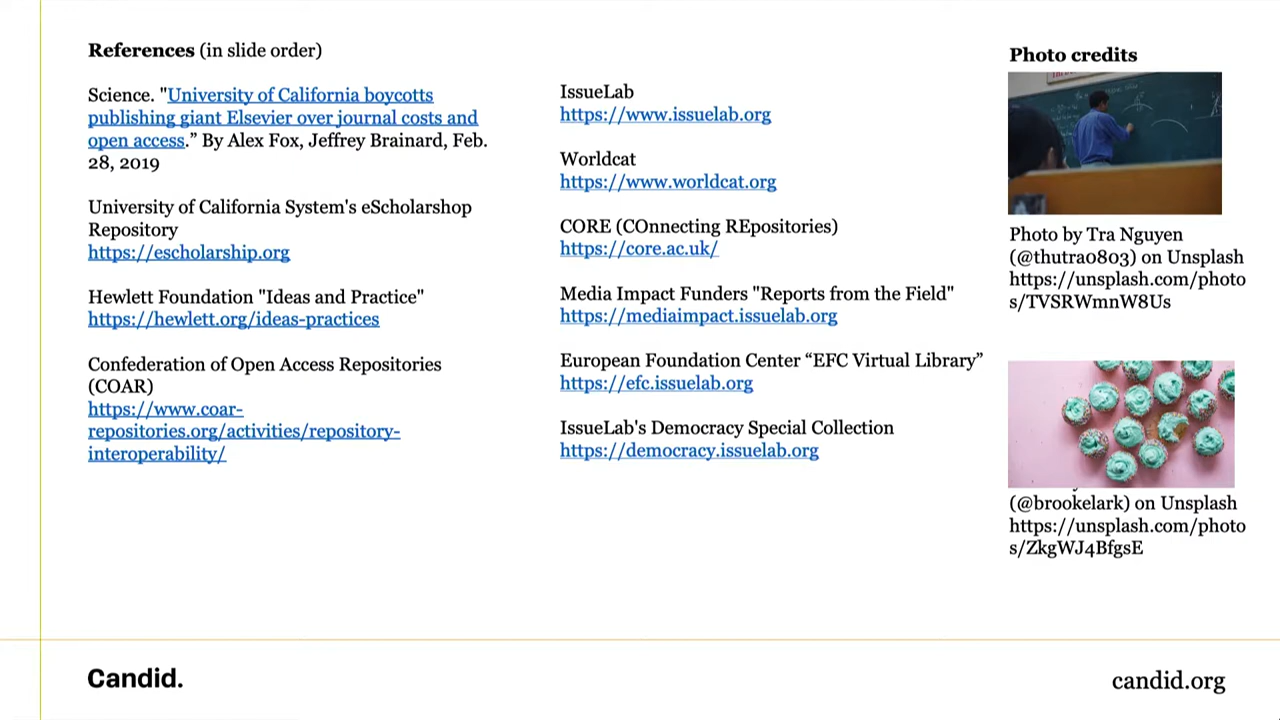 References (in slide order)
Science. "University of California boycotts
publishing giant Elsevier over journal costs and
open access.” By Alex Fox, Jeffrey Brainard, Feb.
28, 2019
University of California System's eScholarshop
Repository
https://escholarship.org
Hewlett Foundation "Ideas and Practice"
https://hewlett.org/ideas-practices
Confederation of Open Access Repositories
(COAR)
https://www.coar-
repositories.org/activities/repository-
interoperability/
IssueLab
https://www.issuelab.org
Worldcat
https://www.worldcat.org
CORE (COnnecting REpositories)
https://core.ac.uk/
Media Impact Funders "Reports from the Field"
https://mediaimpact.issuelab.org
European Foundation Center “EFC Virtual Library”
https://efc.issuelab.org
IssueLab's Democracy Special Collection
https://democracy.issuelab.org
Photo credits
Photo by Tra Nguyen
(@thutra0803) on Unsplash
https://unsplash.com/photo
s/TVSRWmnW8Us
(@brookelark) on Unsplash
https://unsplash.com/photo
s/ZkgWJ4BfgsE
Candid.
candid.org